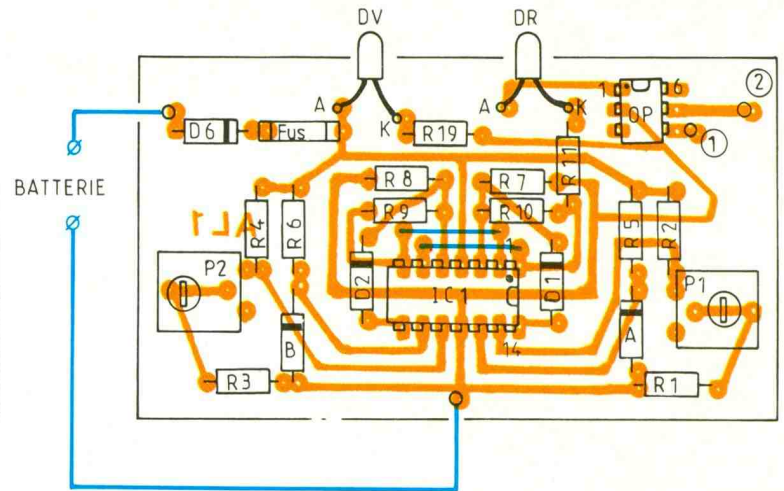 DV
DR
A
K
A
K
1
6
OP
2
1
D6
Fus
R19
BATTERIE
R8
R7
R11
R9
R10
R4
R6
AL1
R5
R2
1
P2
D2
IC1
D1
P1
B
A
14
R3
R1